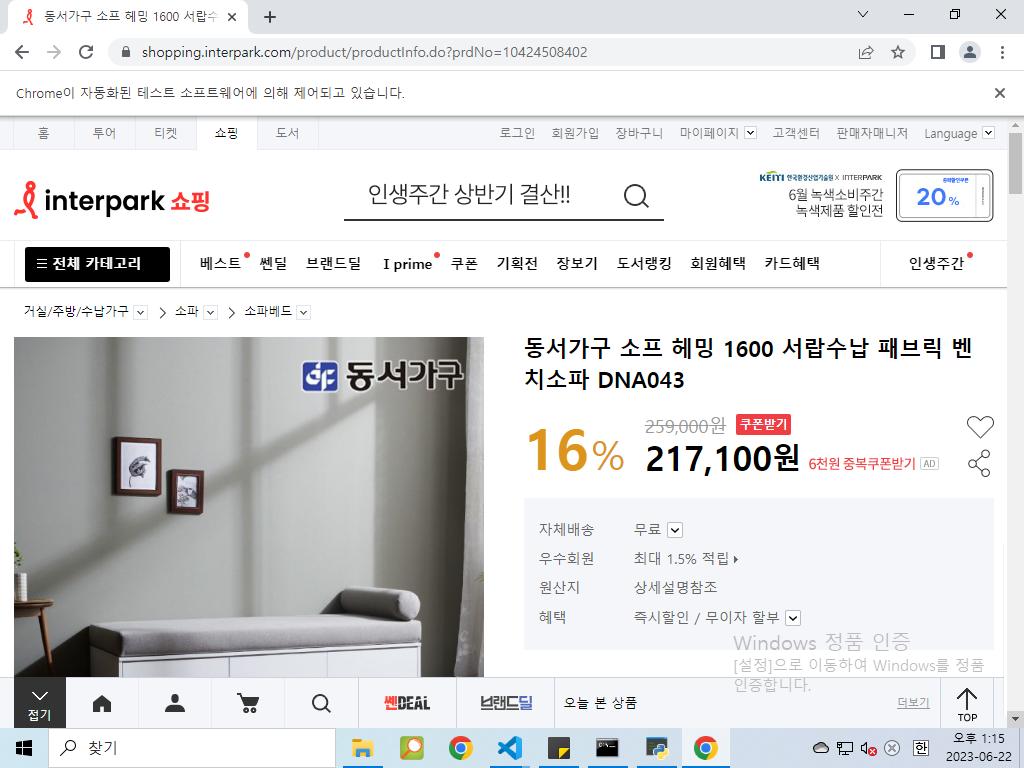 동서가구 소프 헤밍 1600 서랍수
shopping.interpark.com/product/productInfo.do?prdNo=10424508402
Chrome이 자동화된 테스트 소프트웨어에 의해 제어되고 있습니다.
홈 투어 티켓 쇼핑 도서 로그인 회원가입 장바구니 마이페이지 고객센터 판매자매니저 Language
interpark 쇼핑
인생주간 상반기 결산!!
KEITI 한국환경산업기술원 X INTERPARK
6월 녹색소비주간
녹색제품 할인전
20%
전체 카테고리 베스트 쎈딜 브랜드딜 I prime 쿠폰 기획전 장보기 도서랭킹 회원혜택 카드혜택 인생주간
거실/주방/수납가구 소파 소파베드
동서가구
동서가구 소프 헤밍 1600 서랍수납 패브릭 벤
치소파 DNA043
16%
259,000원 쿠폰받기
217,100원 6천원 중복쿠폰받기 AD
자체배송 무료
우수회원 최대 1.5% 적립
원산지 상세설명참조
혜택 즉시할인 / 무이자 할부
Windows 정품 인증
[설정]으로 이동하여 Windows를 정품
인증합니다.
접기 쎈DEAL 브랜드딜 오늘 본 상품 더보기 TOP
찾기
한
오후 1:15
2023-06-22